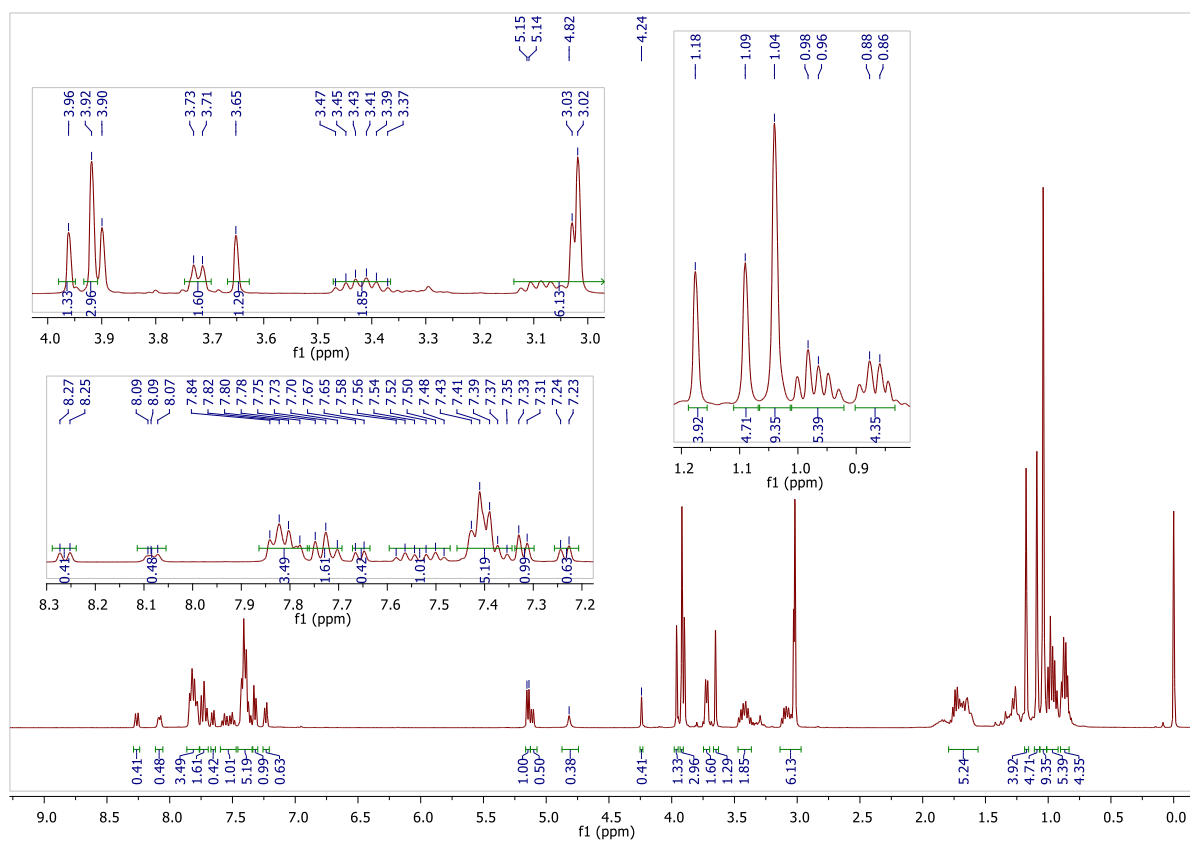 5.15 5.14 4.82 4.24
1.18 1.09 1.04 0.98 0.96 0.88 0.86
3.96 3.92 3.90 3.73 3.71 3.65 3.47 3.45 3.43 3.41 3.39 3.37 3.03 3.02
1.33 2.96 1.60 1.29 1.85 6.13
4.0 3.9 3.8 3.7 3.6 3.5 3.4 3.3 3.2 3.1 3.0
f1 (ppm)
8.27 8.25 8.09 8.09 8.07 7.84 7.82 7.80 7.78 7.75 7.73 7.70 7.67 7.65 7.58 7.56 7.54 7.52 7.50 7.48 7.43 7.41 7.39 7.37 7.35 7.33 7.31 7.24 7.23
3.92 4.71 9.35 5.39 4.35
1.2 1.1 1.0 0.9
f1 (ppm)
0.41 0.48 3.49 1.61 0.42 1.01 5.19 0.99 0.63
8.3 8.2 8.1 8.0 7.9 7.8 7.7 7.6 7.5 7.4 7.3 7.2
f1 (ppm)
0.41 0.48 3.49 1.61 0.42 1.01 5.19 0.99 0.63 1.00 0.50 0.38 0.41 1.33 2.96 1.60 1.29 1.85 6.13 5.24 3.92 4.71 9.35 5.39 4.35
9.0 8.5 8.0 7.5 7.0 6.5 6.0 5.5 5.0 4.5 4.0 3.5 3.0 2.5 2.0 1.5 1.0 0.5 0.0
f1 (ppm)